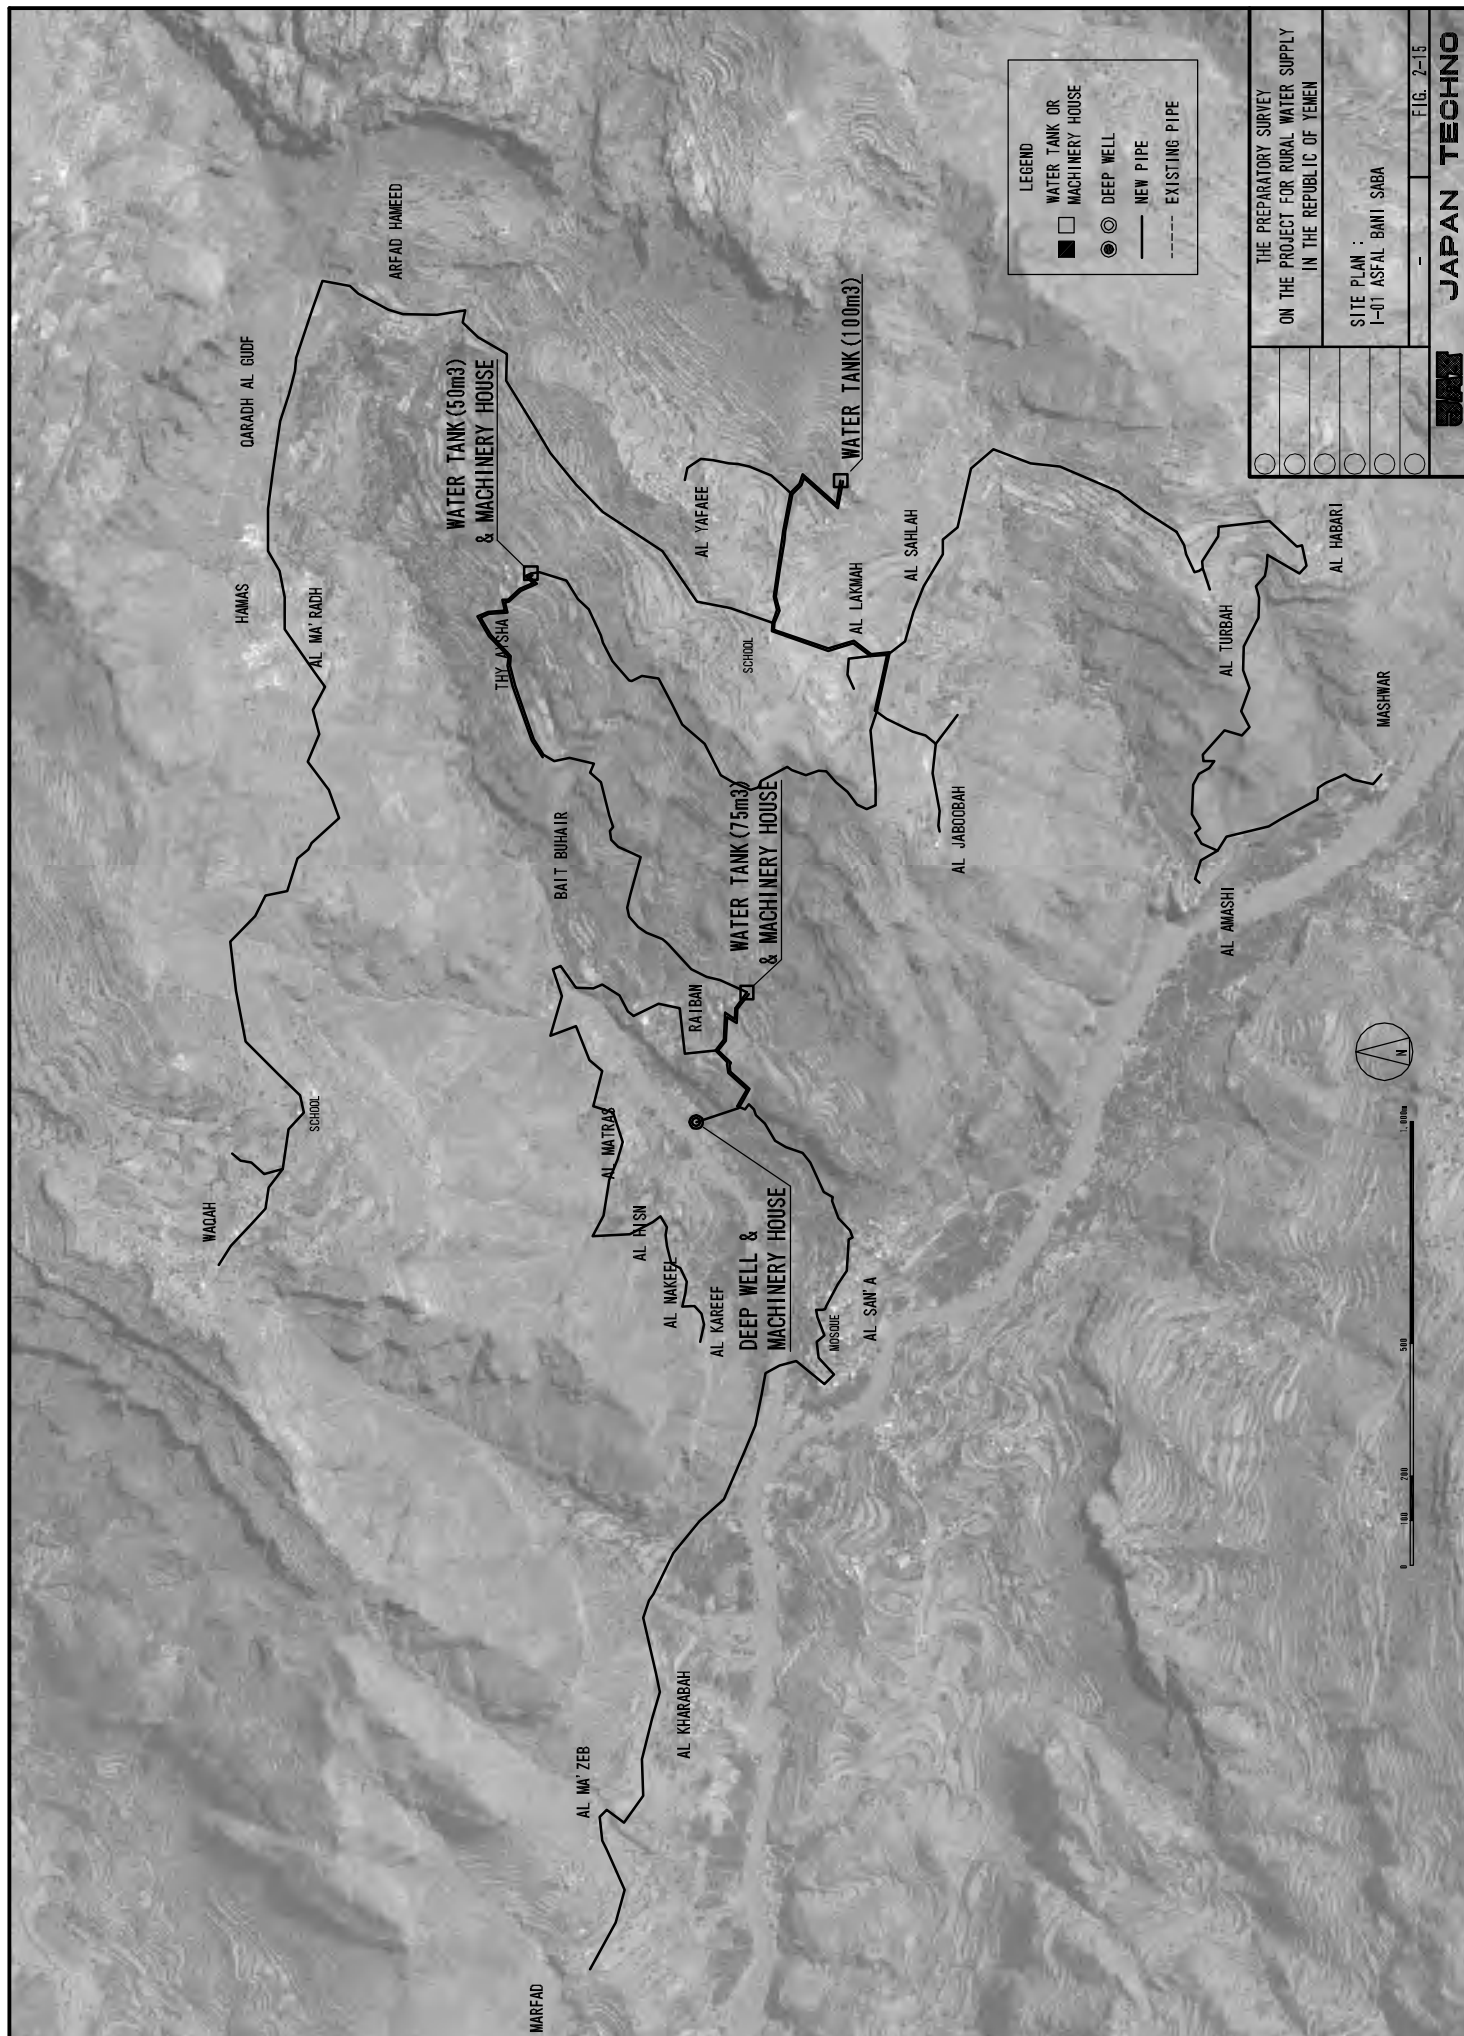 MARFAD
AL MA'ZEB
AL KHARABAH
WAQAH
SCHOOL
HAMAS
AL MA'RADH
QARADH AL GUDF
ARFAD HAMEED
WATER TANK(50m3)
& MACHINERY HOUSE
THY AISHA
BAIT BUHAIR
RAIBAN
AL MATRAS
AL HISN
AL NAKEEL
AL KAREEF
DEEP WELL &
MACHINERY HOUSE
MOSQUE
AL SAN'A
WATER TANK(75m3)
& MACHINERY HOUSE
SCHOOL
AL YAFAEE
WATER TANK(100m3)
AL LAKMAH
AL SAHLAH
AL JABOOBAH
AL TURBAH
AL HABARI
MASHWAR
AL AMASHI
LEGEND
WATER TANK OR
MACHINERY HOUSE
DEEP WELL
NEW PIPE
EXISTING PIPE
N
0 100 200 500 1,000m
THE PREPARATORY SURVEY
ON THE PROJECT FOR RURAL WATER SUPPLY
IN THE REPUBLIC OF YEMEN
SITE PLAN :
I-01 ASFAL BANI SABA
- FIG. 2-15
JAPAN TECHNO